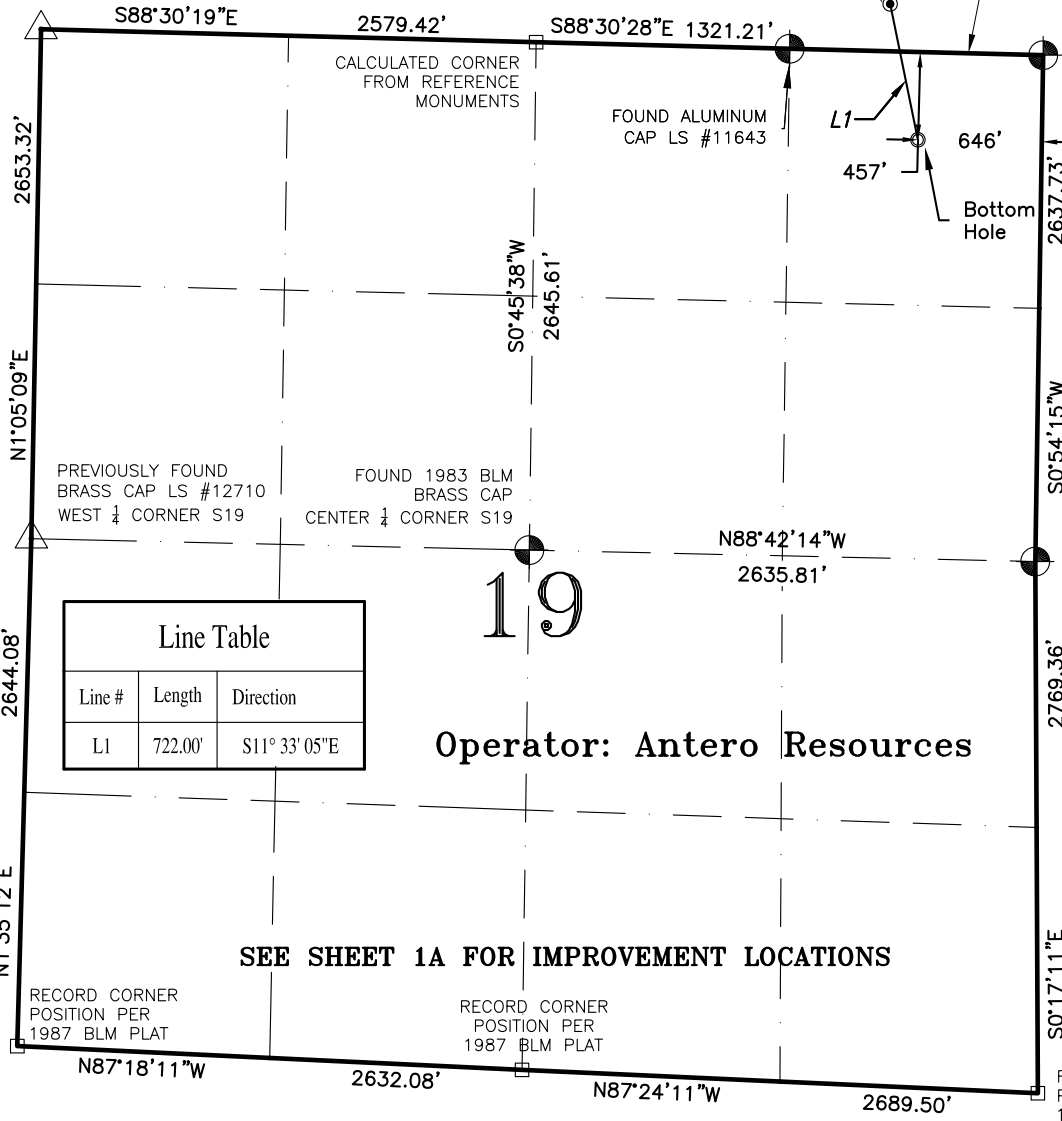 S88°30'19"E
2579.42'
S88°30'28"E 1321.21'
CALCULATED CORNER
FROM REFERENCE
MONUMENTS
FOUND ALUMINUM
CAP LS #11643
L1
646'
457'
Bottom
Hole
2653.32'
2637.73'
S0°45'38"W
2645.61'
N1°05'09"E
S0°54'15"W
PREVIOUSLY FOUND
BRASS CAP LS #12710
WEST 1/4 CORNER S19
FOUND 1983 BLM
BRASS CAP
CENTER 1/4 CORNER S19
N88°42'14"W
2635.81'
19
Line Table
Line # Length Direction
L1 722.00' S11° 33' 05"E
2644.08'
2769.36'
Operator: Antero Resources
SEE SHEET 1A FOR IMPROVEMENT LOCATIONS
S0°17'11"E
RECORD CORNER
POSITION PER
1987 BLM PLAT
RECORD CORNER
POSITION PER
1987 BLM PLAT
N87°18'11"W
2632.08'
N87°24'11"W
2689.50'